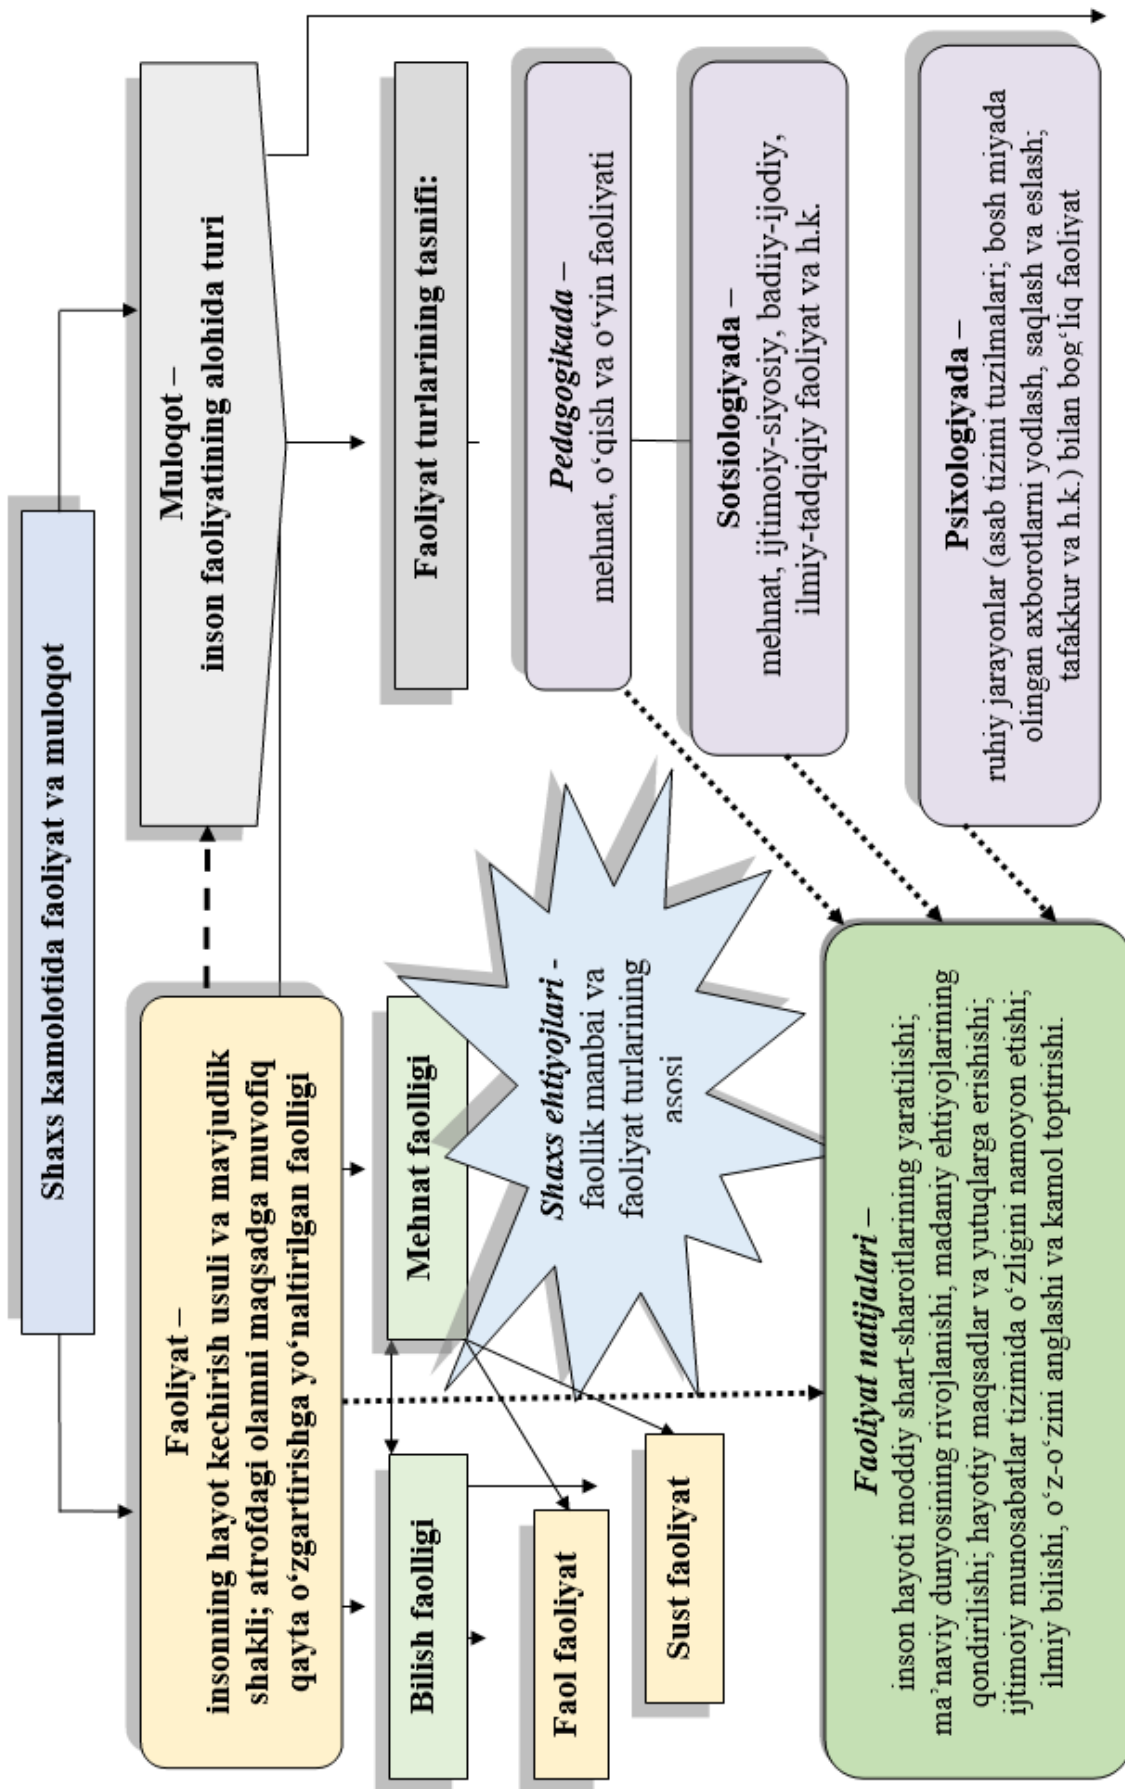 Shaxs kamolotida faoliyat va muloqot
Faoliyat –
insonning hayot kechirish usuli va mavjudlik
shakli; atrofdagi olamni maqsadga muvofiq
qayta o‘zgartirishga yo‘naltirilgan faolligi
Muloqot –
inson faoliyatining alohida turi
Bilish faolligi
Mehnat faolligi
Faoliyat turlarining tasnifi:
Faol faoliyat
Sust faoliyat
Shaxs ehtiyojlari -
faollik manbai va
faoliyat turlarining
asosi
Pedagogikada –
mehnat, o‘qish va o‘yin faoliyati
Sotsiologiyada –
mehnat, ijtimoiy-siyosiy, badiiy-ijodiy,
ilmiy-tadqiqiy faoliyat va h.k.
Faoliyat natijalari –
inson hayoti moddiy shart-sharoitlarining yaratilishi;
ma’naviy dunyosining rivojlanishi, madaniy ehtiyojlarining
qondirilishi; hayotiy maqsadlar va yutuqlarga erishishi;
ijtimoiy munosabatlar tizimida o‘zligini namoyon etishi;
ilmiy bilishi, o‘z-o‘zini anglashi va kamol toptirishi.
Psixologiyada –
ruhiy jarayonlar (asab tizimi tuzilmalari; bosh miyada
olingan axborotlarni yodlash, saqlash va eslash;
tafakkur va h.k.) bilan bog‘liq faoliyat